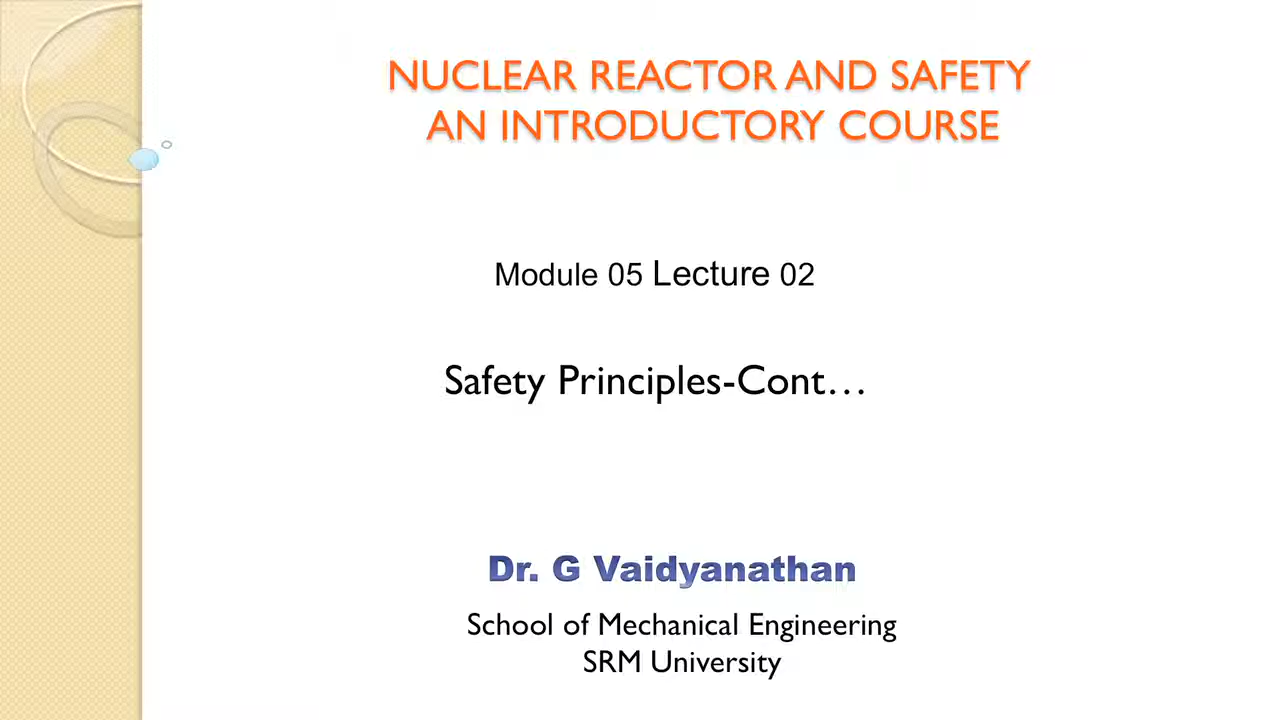 NUCLEAR REACTOR AND SAFETY
AN INTRODUCTORY COURSE
Module 05 Lecture 02
Safety Principles-Cont…
Dr. G Vaidyanathan
School of Mechanical Engineering
SRM University